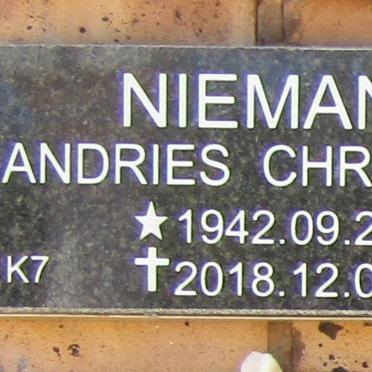 NIEMAN
ANDRIES CHR
1942.09.2
K7 2018.12.0